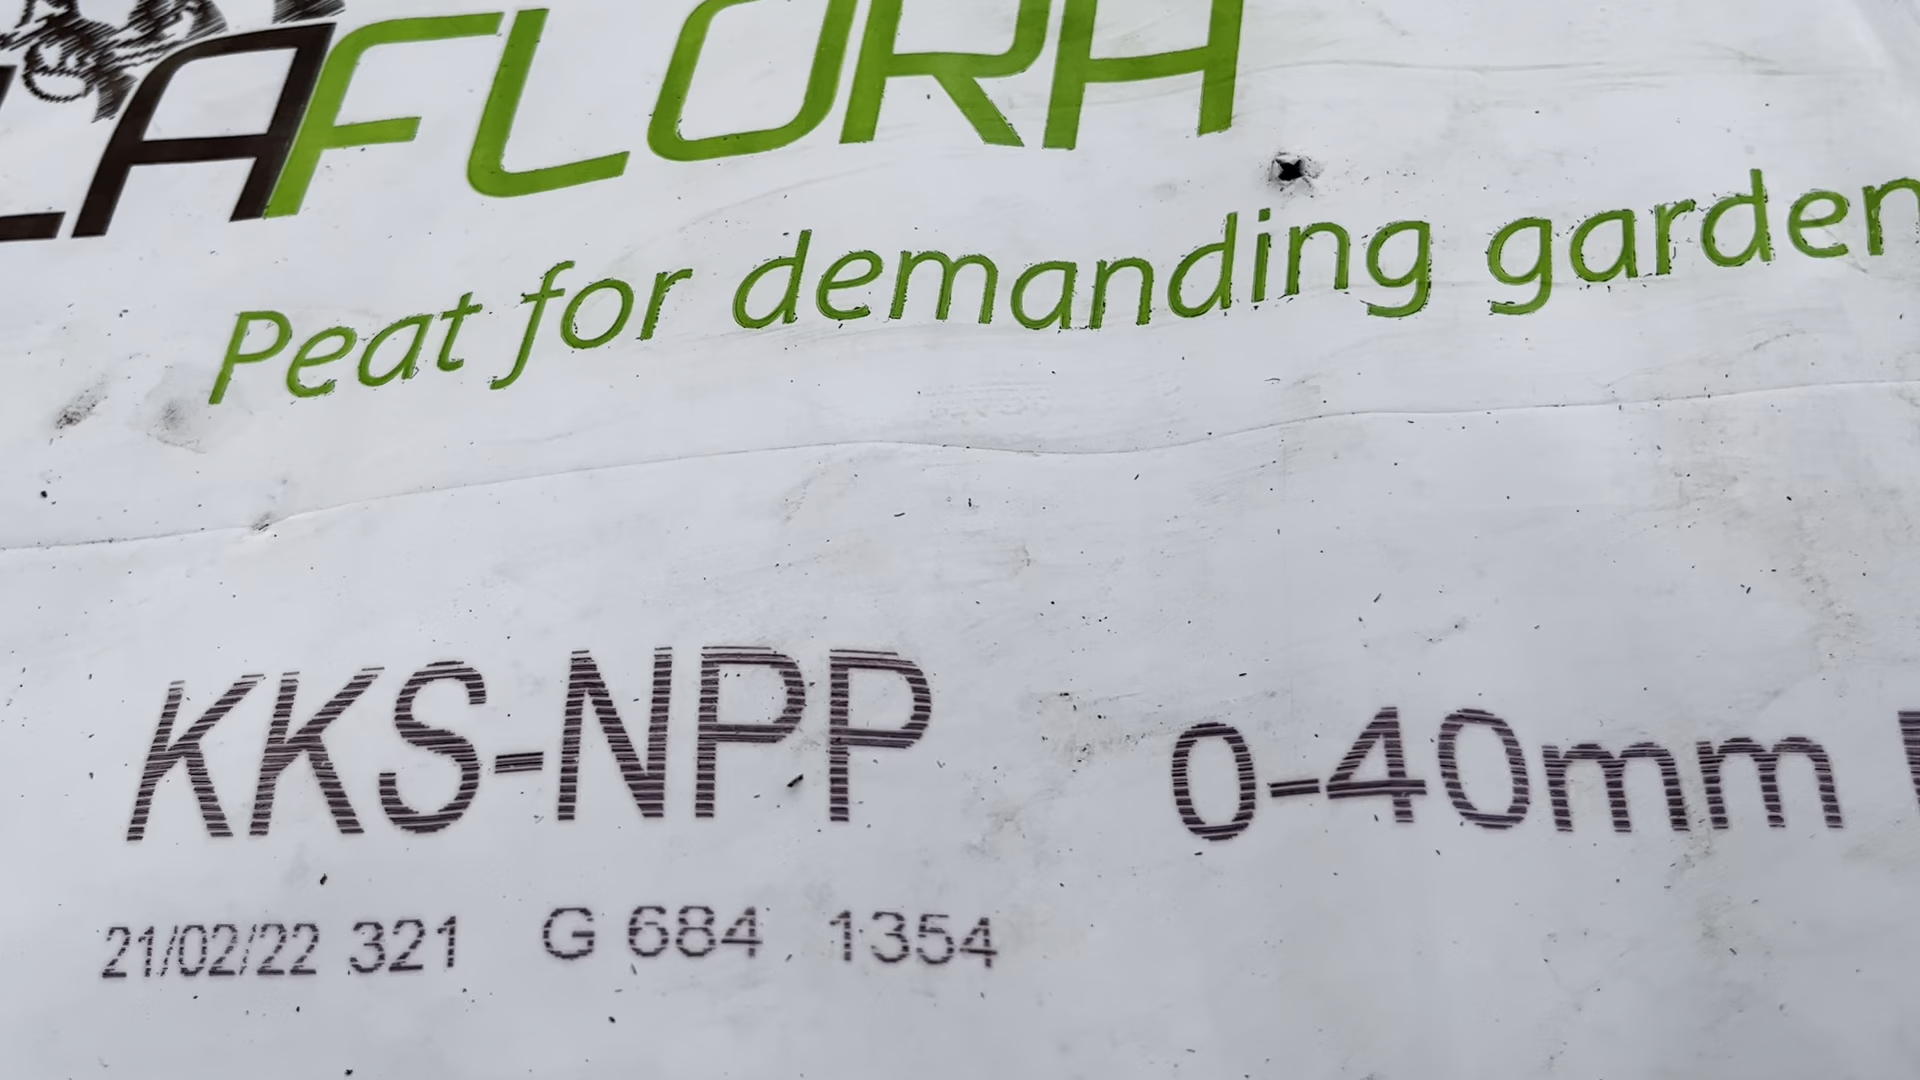 LAFLORA
Peat for demanding garden
KKS-NPP 0-40mm
21/02/22 321 G 684 1354